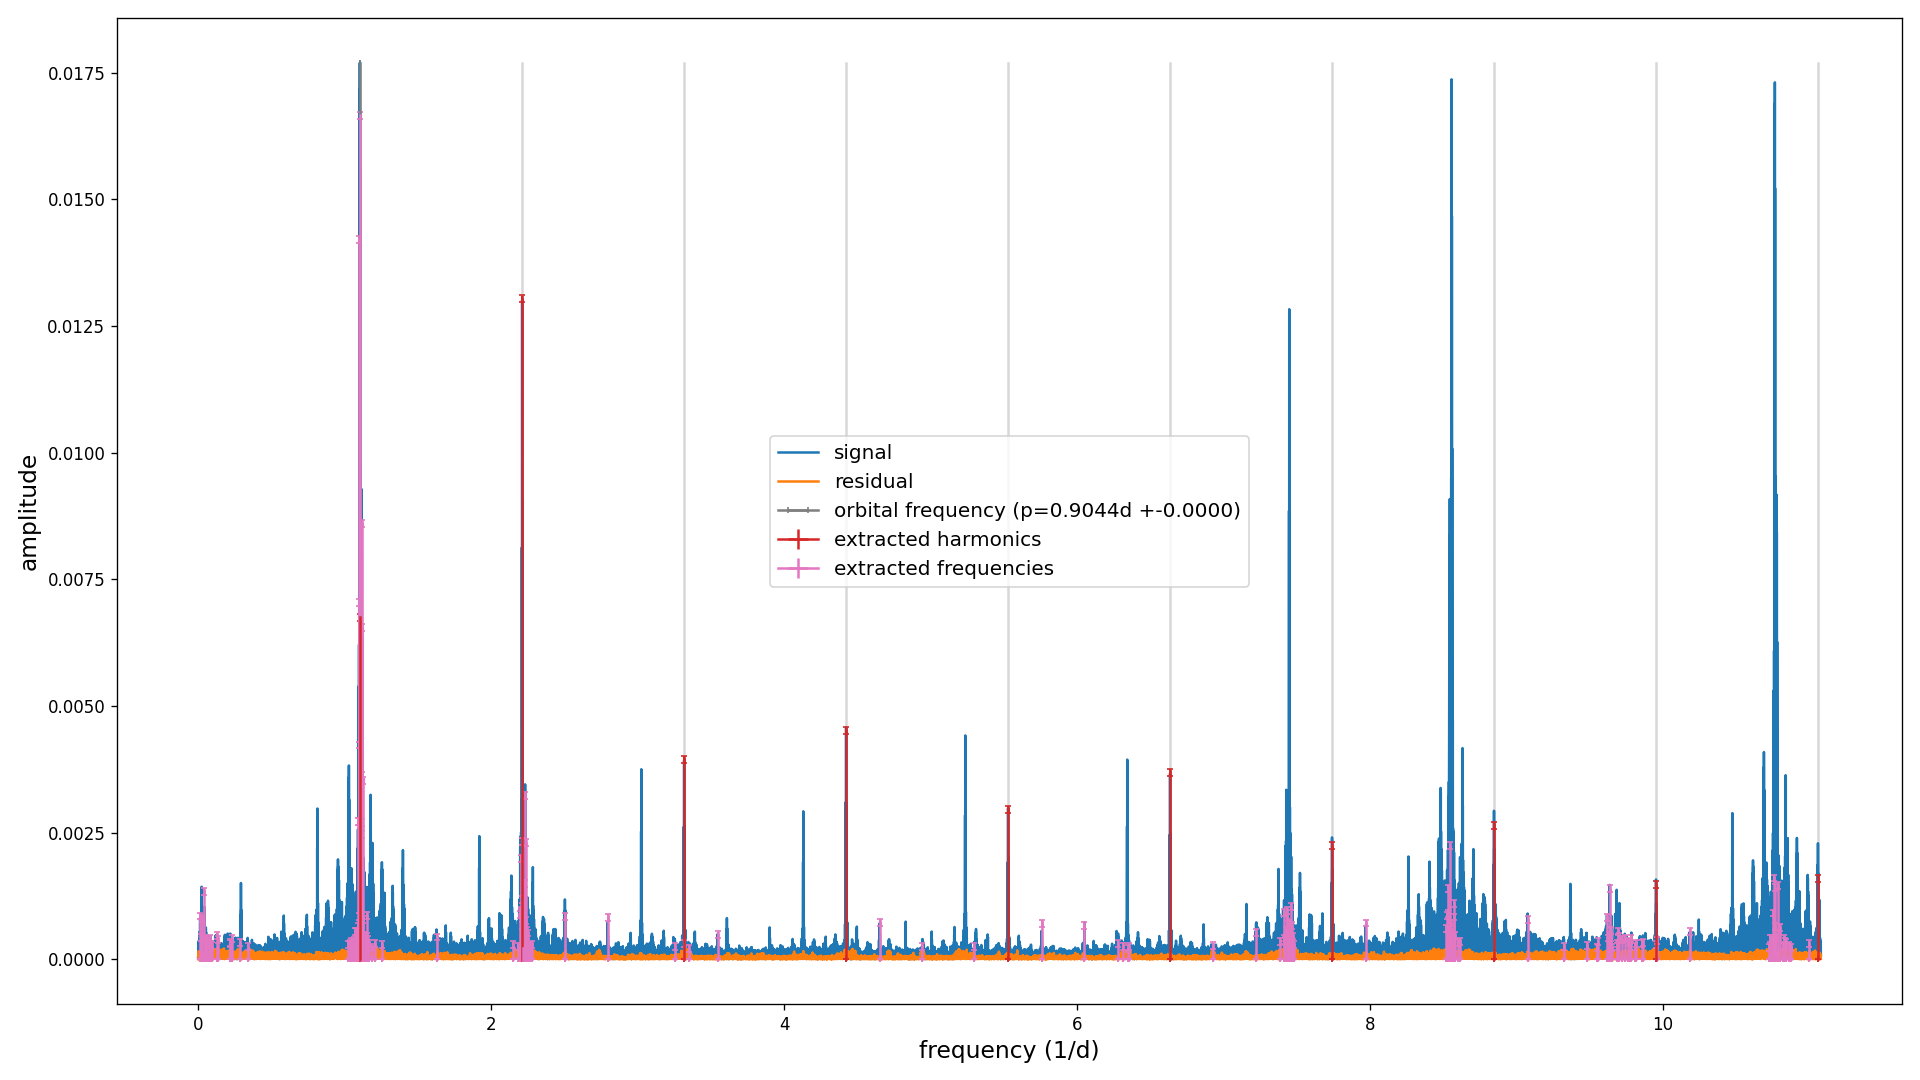 0.0175
0.0150
0.0125
0.0100
0.0075
0.0050
0.0025
0.0000
amplitude
signal
residual
orbital frequency (p=0.9044d +-0.0000)
extracted harmonics
extracted frequencies
0 2 4 6 8 10
frequency (1/d)